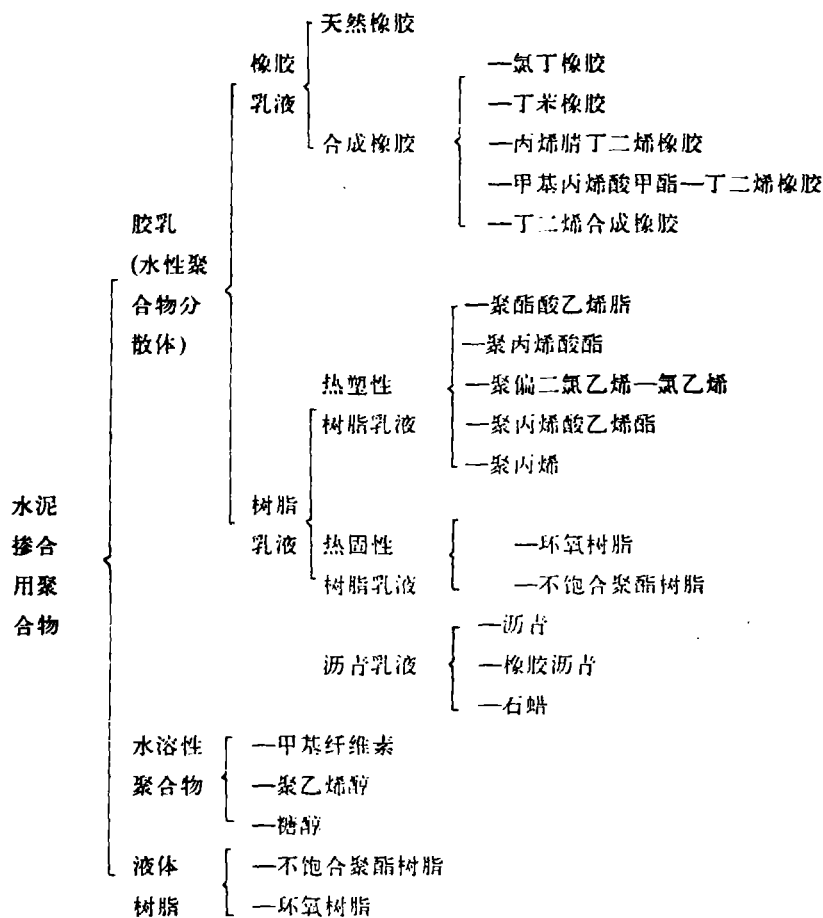 天然橡胶
橡胶
—氯丁橡胶
乳液
—丁苯橡胶
合成橡胶
—丙烯腈丁二烯橡胶
—甲基丙烯酸甲酯—丁二烯橡胶
胶乳
—丁二烯合成橡胶
(水性聚
合物分
—聚酯酸乙烯脂
散体)
—聚丙烯酸酯
热塑性
—聚偏二氯乙烯—氯乙烯
树脂乳液
—聚丙烯酸乙烯酯
—聚丙烯
水泥
树脂
掺合
乳液
热固性
—环氧树脂
用聚
树脂乳液
—不饱合聚酯树脂
合物
—沥青
沥青乳液
—橡胶沥青
—石蜡
水溶性
—甲基纤维素
聚合物
—聚乙烯醇
—糖醇
液体
—不饱合聚酯树脂
树脂
—环氧树脂